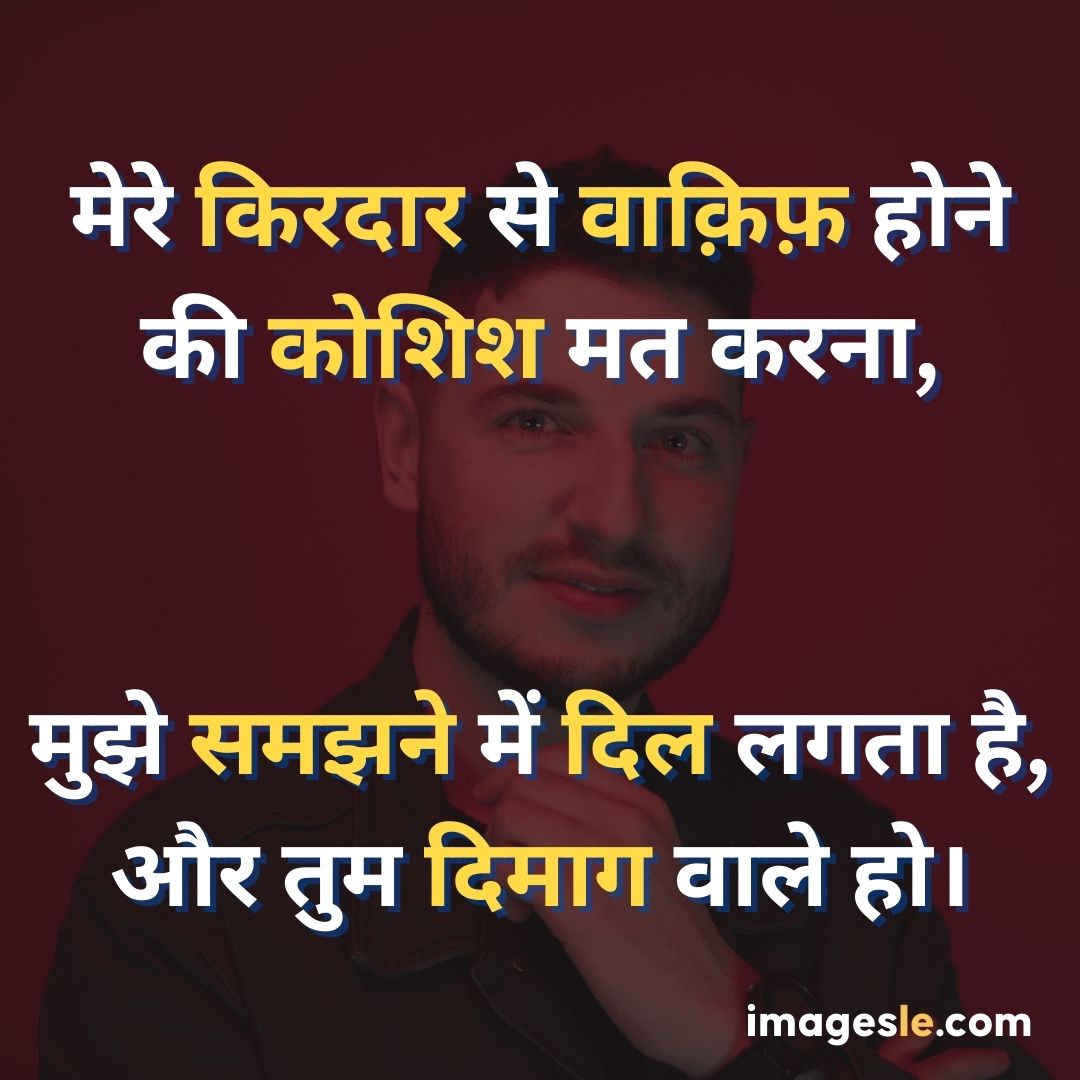 मेरे किरदार से वाक़िफ़ होने
की कोशिश मत करना,
मुझे समझने में दिल लगता है,
और तुम दिमाग वाले हो।
imagesle.com